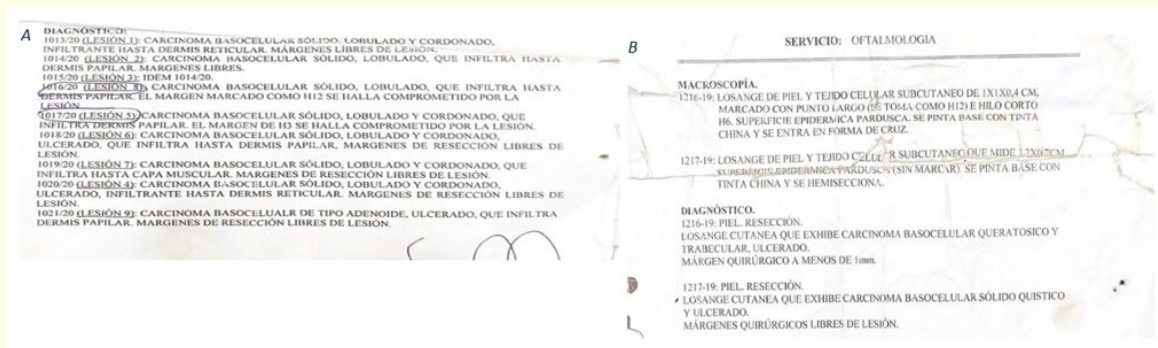 A
DIAGNÓSTICO:
1013/20 (LESIÓN 1): CARCINOMA BASOCELULAR SÓLIDO, LOBULADO Y CORDONADO,
INFILTRANTE HASTA DERMIS RETICULAR. MÁRGENES LIBRES DE LESIÓN.
1014/20 (LESIÓN 2): CARCINOMA BASOCELULAR SÓLIDO, LOBULADO, QUE INFILTRA HASTA
DERMIS PAPILAR. MARGENES LIBRES.
1015/20 (LESIÓN 3): IDEM 1014/20.
1016/20 (LESIÓN 8): CARCINOMA BASOCELULAR SÓLIDO, LOBULADO, QUE INFILTRA HASTA
DERMIS PAPILAR. EL MARGEN MARCADO COMO H12 SE HALLA COMPROMETIDO POR LA
LESIÓN
1017/20 (LESIÓN 5): CARCINOMA BASOCELULAR SÓLIDO, LOBULADO Y CORDONADO, QUE
INFILTRA DERMIS PAPILAR. EL MARGEN DE H3 SE HALLA COMPROMETIDO POR LA LESIÓN.
1018/20 (LESIÓN 6): CARCINOMA BASOCELULAR SÓLIDO, LOBULADO Y CORDONADO,
ULCERADO, QUE INFILTRA HASTA DERMIS PAPILAR, MARGENES DE RESECCIÓN LIBRES DE
LESIÓN.
1019/20 (LESIÓN 7): CARCINOMA BASOCELULAR SÓLIDO, LOBULADO Y CORDONADO, QUE
INFILTRA HASTA CAPA MUSCULAR. MÁRGENES DE RESECCIÓN LIBRES DE LESIÓN.
1020/20 (LESIÓN 4): CARCINOMA BASOCELULAR SÓLIDO, LOBULADO Y CORDONADO,
ULCERADO, INFILTRANTE HASTA DERMIS RETICULAR. MARGENES DE RESECCIÓN LIBRES DE
LESIÓN.
1021/20 (LESIÓN 9): CARCINOMA BASOCELUALR DE TIPO ADENOIDE, ULCERADO, QUE INFILTRA
DERMIS PAPILAR. MARGENES DE RESECCIÓN LIBRES DE LESIÓN.
B
SERVICIO: OFTALMOLOGIA
MACROSCOPÍA.
1216-19: LOSANGE DE PIEL Y TEJIDO CELULAR SUBCUTANEO DE 1X1X0,4 CM,
MARCADO CON PUNTO LARGO (SE TOMA COMO H12) E HILO CORTO
H6. SUPERFICIE EPIDERMICA PARDUSCA. SE PINTA BASE CON TINTA
CHINA Y SE ENTRA EN FORMA DE CRUZ.
1217-19: LOSANGE DE PIEL Y TEJIDO CELULAR SUBCUTANEO QUE MIDE
SUPERFICIE EPIDERMICA PARDUSCA (SIN MARCAR). SE PINTA BASE CON
TINTA CHINA Y SE HEMISECCIONA.
DIAGNÓSTICO.
1216-19: PIEL. RESECCIÓN.
LOSANGE CUTANEA QUE EXHIBE CARCINOMA BASOCELULAR QUERATOSICO Y
TRABECULAR, ULCERADO.
MÁRGEN QUIRÚRGICO A MENOS DE 1mm.
1217-19: PIEL. RESECCIÓN.
LOSANGE CUTANEA QUE EXHIBE CARCINOMA BASOCELULAR SÓLIDO QUISTICO
Y ULCERADO.
MÁRGENES QUIRÚRGICOS LIBRES DE LESIÓN.